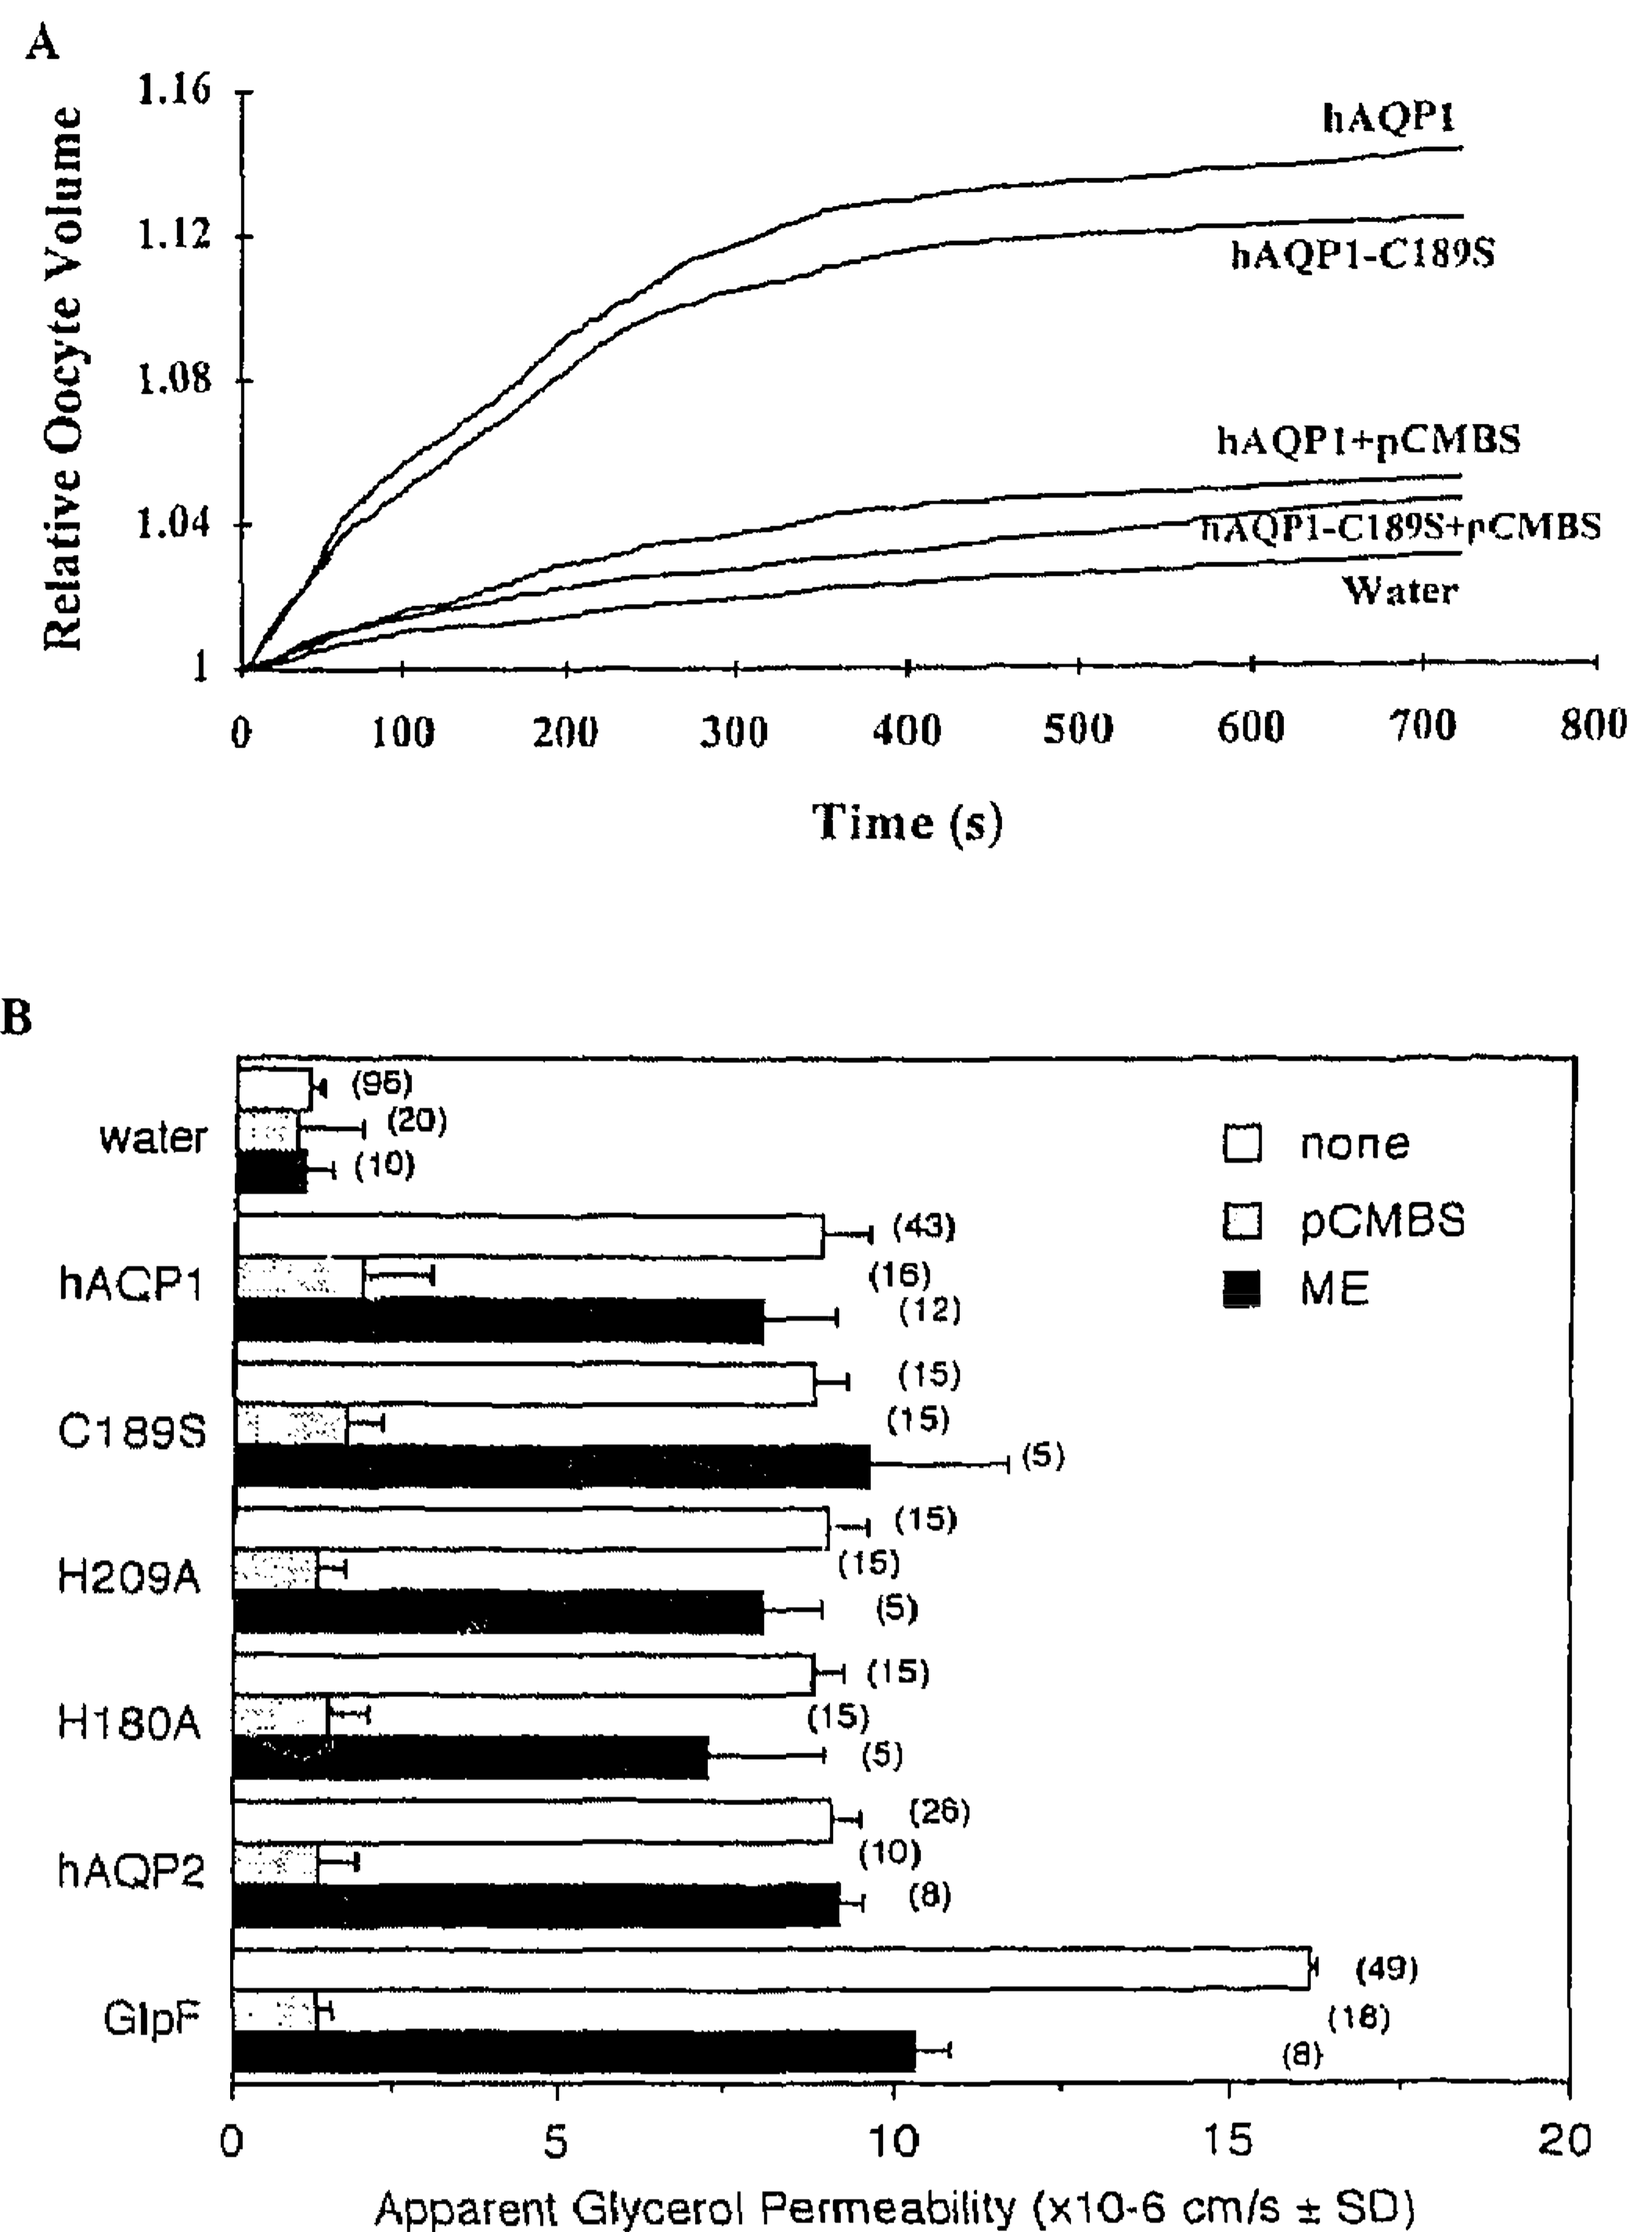 A
1.16
1.12
1.08
1.04
1
Relative Oocyte Volume
hAQP1
hAQP1-C189S
hAQP1+pCMBS
hAQP1-C189S+pCMBS
Water
0 100 200 300 400 500 600 700 800
Time (s)
B
water
(96)
(20)
(10)
none
pCMBS
ME
hAQP1
(43)
(16)
(12)
C189S
(15)
(15)
(5)
H209A
(15)
(15)
(5)
H180A
(15)
(15)
(5)
hAQP2
(26)
(10)
(8)
GlpF
(49)
(18)
(8)
0 5 10 15 20
Apparent Glycerol Permeability (x10-6 cm/s ± SD)